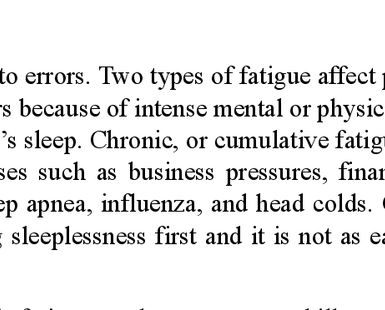 to errors. Two types of fatigue affect
rs because of intense mental or physic
's sleep. Chronic, or cumulative fatigu
ses such as business pressures, finan
ep apnea, influenza, and head colds.
g sleeplessness first and it is not as ea